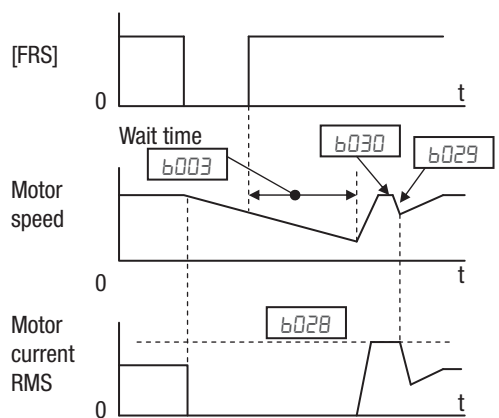 [FRS]
0
t
Wait time
b003
b030
b029
Motor
speed
0
t
b028
Motor
current
RMS
0
t